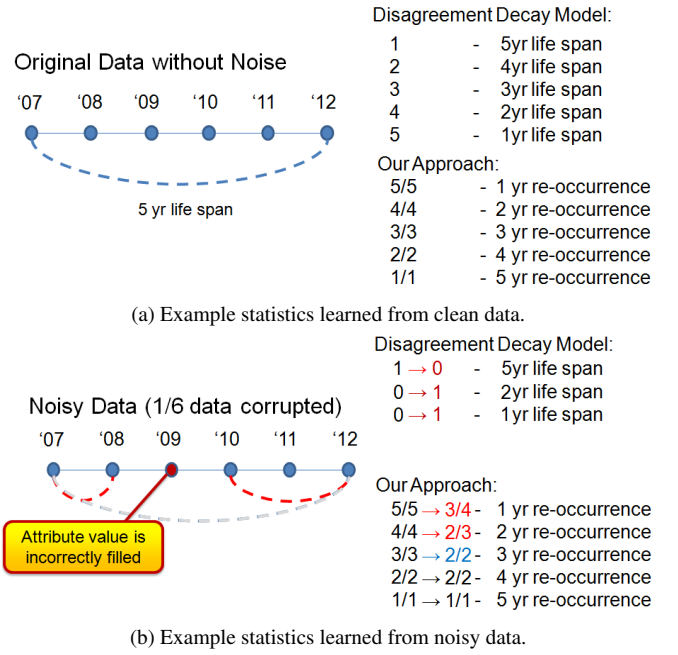 Disagreement Decay Model:
1 - 5yr life span
2 - 4yr life span
3 - 3yr life span
4 - 2yr life span
5 - 1yr life span
Original Data without Noise
‘07 ‘08 ‘09 ‘10 ‘11 ‘12
5 yr life span
Our Approach:
5/5 - 1 yr re-occurrence
4/4 - 2 yr re-occurrence
3/3 - 3 yr re-occurrence
2/2 - 4 yr re-occurrence
1/1 - 5 yr re-occurrence
(a) Example statistics learned from clean data.
Disagreement Decay Model:
1 → 0 - 5yr life span
0 → 1 - 2yr life span
0 → 1 - 1yr life span
Noisy Data (1/6 data corrupted)
‘07 ‘08 ‘09 ‘10 ‘11 ‘12
Attribute value is
incorrectly filled
Our Approach:
5/5 → 3/4 - 1 yr re-occurrence
4/4 → 2/3 - 2 yr re-occurrence
3/3 → 2/2 - 3 yr re-occurrence
2/2 → 2/2 - 4 yr re-occurrence
1/1 → 1/1 - 5 yr re-occurrence
(b) Example statistics learned from noisy data.